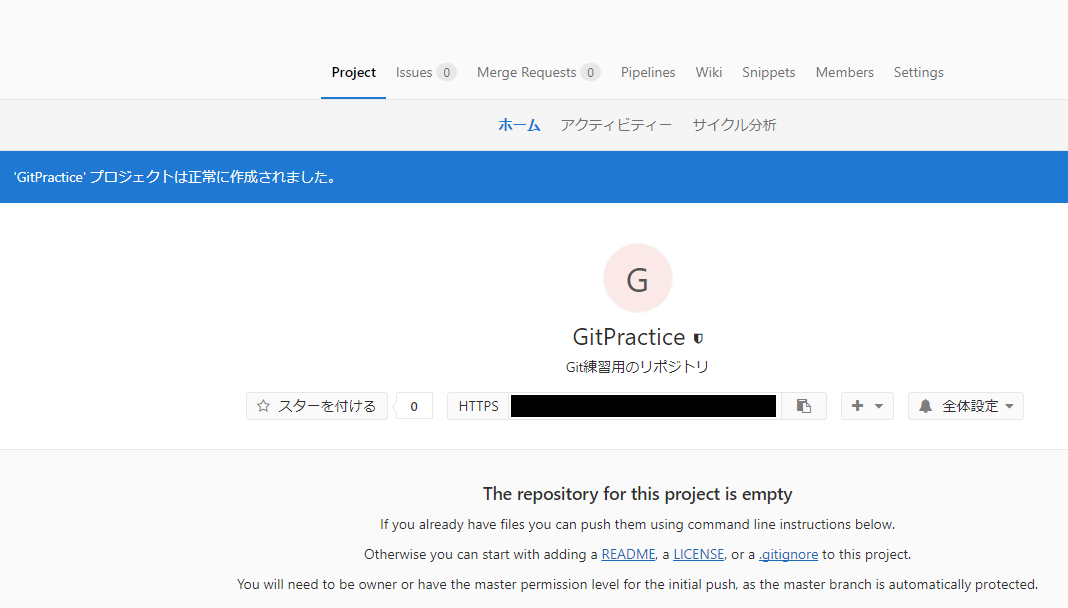 Project Issues 0 Merge Requests 0 Pipelines Wiki Snippets Members Settings
ホーム アクティビティー サイクル分析
'GitPractice' プロジェクトは正常に作成されました。
G
GitPractice
Git練習用のリポジトリ
スターを付ける 0 HTTPS 全体設定
The repository for this project is empty
If you already have files you can push them using command line instructions below.
Otherwise you can start with adding a README, a LICENSE, or a .gitignore to this project.
You will need to be owner or have the master permission level for the initial push, as the master branch is automatically protected.